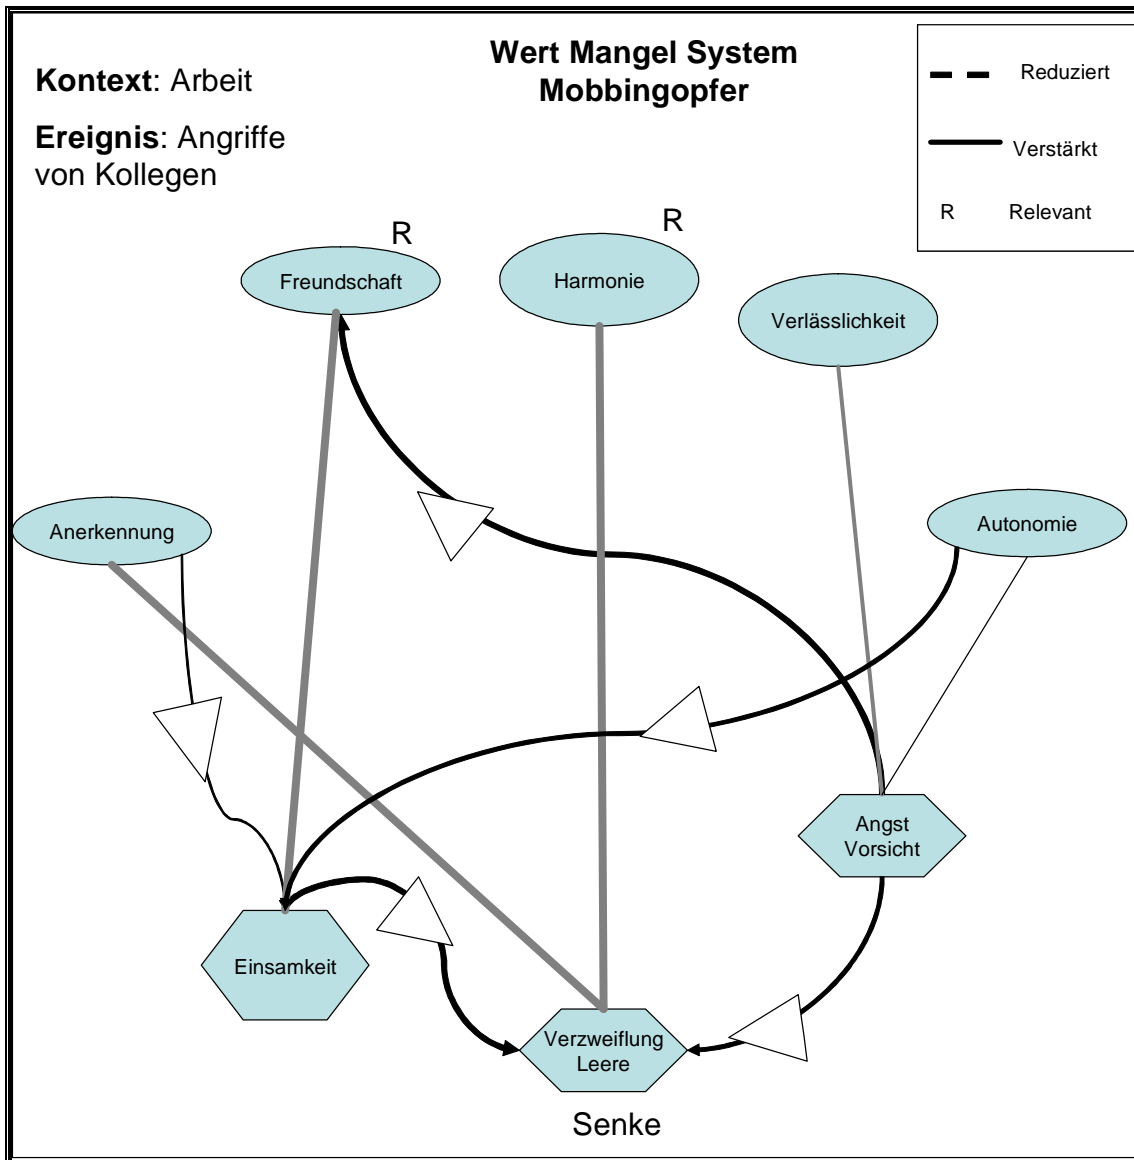 Wert Mangel System
Mobbingopfer
Kontext: Arbeit
Ereignis: Angriffe
von Kollegen
Reduziert
Verstärkt
R Relevant
R
R
Freundschaft
Harmonie
Verlässlichkeit
Anerkennung
Autonomie
Angst
Vorsicht
Einsamkeit
Verzweiflung
Leere
Senke